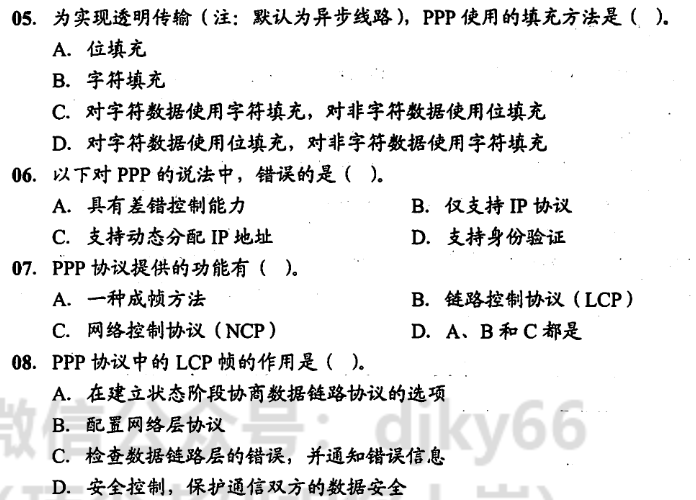 05. 为实现透明传输（注：默认为异步线路），PPP 使用的填充方法是（ ）。
A. 位填充
B. 字符填充
C. 对字符数据使用字符填充，对非字符数据使用位填充
D. 对字符数据使用位填充，对非字符数据使用字符填充
06. 以下对 PPP 的说法中，错误的是（ ）。
A. 具有差错控制能力 B. 仅支持 IP 协议
C. 支持动态分配 IP 地址 D. 支持身份验证
07. PPP 协议提供的功能有（ ）。
A. 一种成帧方法 B. 链路控制协议（LCP）
C. 网络控制协议（NCP） D. A、B 和 C 都是
08. PPP 协议中的 LCP 帧的作用是（ ）。
A. 在建立状态阶段协商数据链路协议的选项
微信公众号：djky66
B. 配置网络层协议
C. 检查数据链路层的错误，并通知错误信息
D. 安全控制，保护通信双方的数据安全